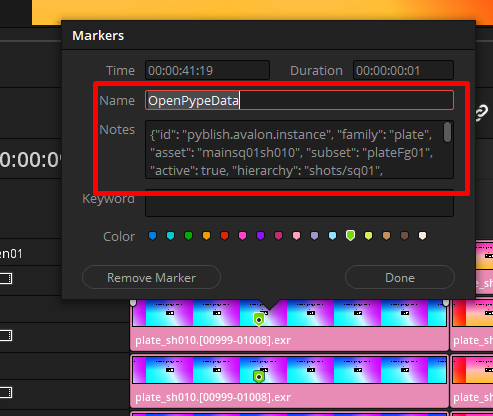 Markers
Time 00:00:41:19 Duration 00:00:00:01
Name OpenPypeData
Notes {"id": "pyblish.avalon.instance", "family": "plate",
"asset": "mainsq01sh010", "subset": "plateFg01",
"active": true, "hierarchy": "shots/sq01",
Keyword
00:00:09
Color
en01
Remove Marker Done
plate_sh010.[00999-01008].exr plate_sh
plate_sh010.[00999-01008].exr plate_sh